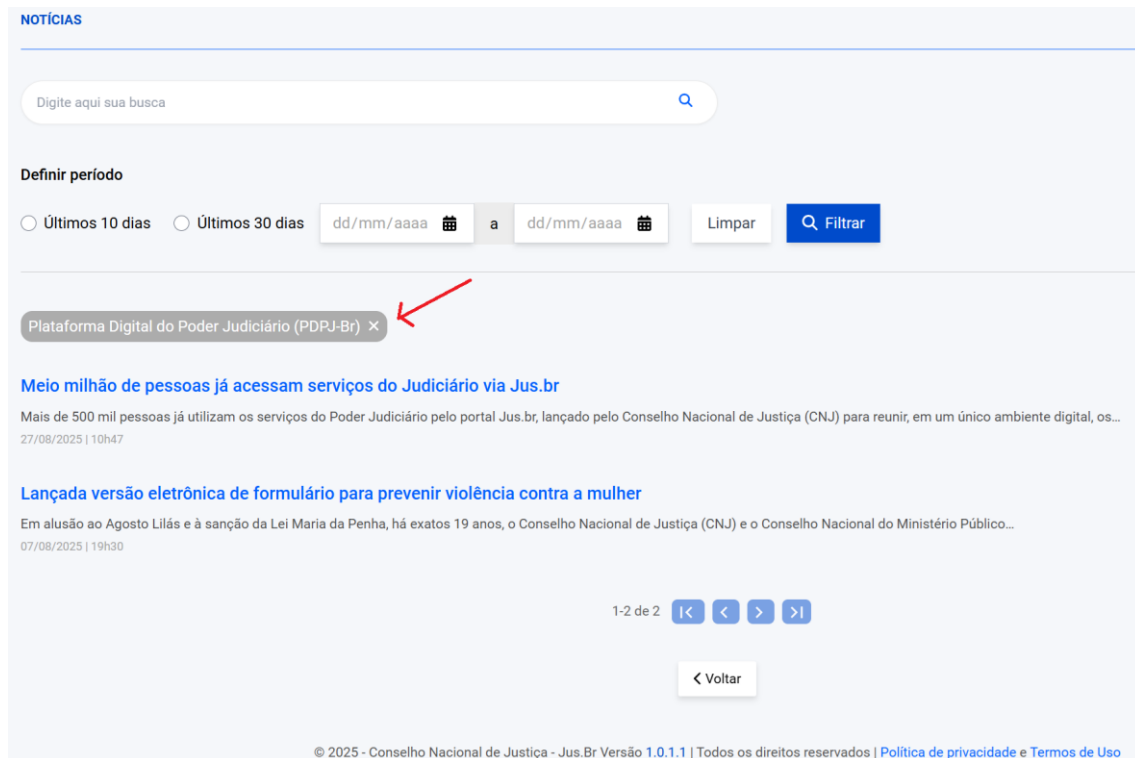 NOTÍCIAS
Digite aqui sua busca
Definir período
Últimos 10 dias Últimos 30 dias dd/mm/aaaa a dd/mm/aaaa Limpar Filtrar
Plataforma Digital do Poder Judiciário (PDPJ-Br) ×
Meio milhão de pessoas já acessam serviços do Judiciário via Jus.br
Mais de 500 mil pessoas já utilizam os serviços do Poder Judiciário pelo portal Jus.br, lançado pelo Conselho Nacional de Justiça (CNJ) para reunir, em um único ambiente digital, os...
27/08/2025 | 10h47
Lançada versão eletrônica de formulário para prevenir violência contra a mulher
Em alusão ao Agosto Lilás e à sanção da Lei Maria da Penha, há exatos 19 anos, o Conselho Nacional de Justiça (CNJ) e o Conselho Nacional do Ministério Público...
07/08/2025 | 19h30
1-2 de 2
Voltar
© 2025 - Conselho Nacional de Justiça - Jus.Br Versão 1.0.1.1 | Todos os direitos reservados | Política de privacidade e Termos de Uso